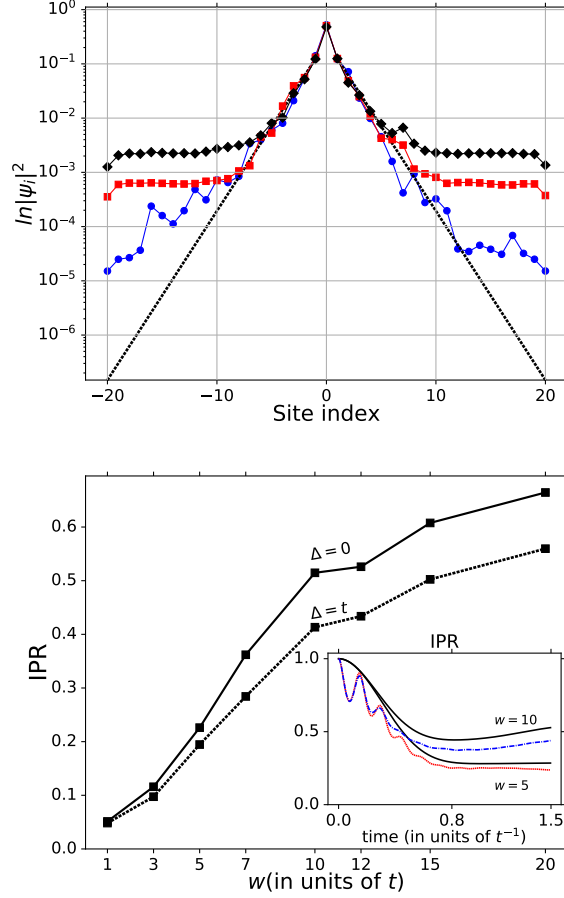 10⁰
10⁻¹
10⁻²
10⁻³
10⁻⁴
10⁻⁵
10⁻⁶
ln|ψᵢ|²
−20 −10 0 10 20
Site index
0.6
0.5
0.4
0.3
0.2
0.1
0.0
IPR
Δ = 0
Δ = t
IPR
1.0
0.5
0.0
w = 10
w = 5
0.0 0.8 1.5
time (in units of t⁻¹)
1 3 5 7 10 12 15 20
w(in units of t)